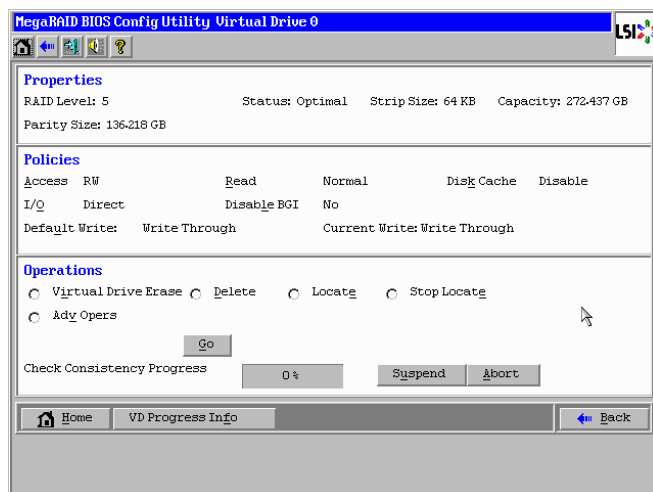 MegaRAID BIOS Config Utility Virtual Drive 0
LSI
Properties
RAID Level: 5 Status: Optimal Strip Size: 64 KB Capacity: 272.437 GB
Parity Size: 136.218 GB
Policies
Access RW Read Normal Disk Cache Disable
I/O Direct Disable BGI No
Default Write: Write Through Current Write: Write Through
Operations
Virtual Drive Erase Delete Locate Stop Locate
Adv Opers
Go
Check Consistency Progress 0% Suspend Abort
Home VD Progress Info Back